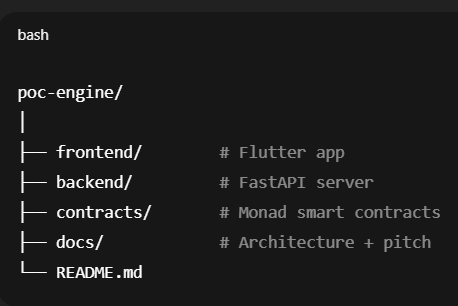 bash
poc-engine/
│
├── frontend/        # Flutter app
├── backend/         # FastAPI server
├── contracts/       # Monad smart contracts
├── docs/            # Architecture + pitch
└── README.md